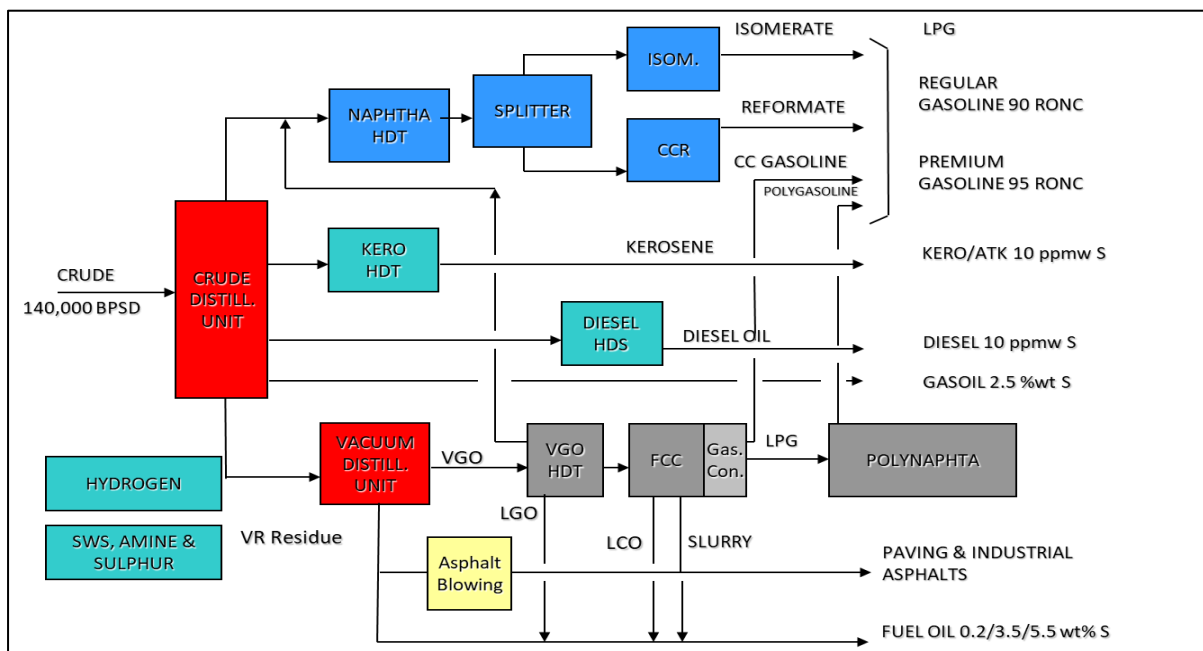 ISOMERATE
LPG
ISOM.
REGULAR
GASOLINE 90 RONC
NAPHTHA
HDT
SPLITTER
REFORMATE
CCR
CC GASOLINE
PREMIUM
GASOLINE 95 RONC
POLYGASOLINE
CRUDE
140,000 BPSD
CRUDE
DISTILL.
UNIT
KERO
HDT
KEROSENE
KERO/ATK 10 ppmw S
DIESEL
HDS
DIESEL OIL
DIESEL 10 ppmw S
GASOIL 2.5 %wt S
VACUUM
DISTILL.
UNIT
VGO
VGO
HDT
FCC
Gas.
Con.
LPG
POLYNAPHTA
HYDROGEN
SWS, AMINE &
SULPHUR
VR Residue
LGO
LCO
SLURRY
Asphalt
Blowing
PAVING & INDUSTRIAL
ASPHALTS
FUEL OIL 0.2/3.5/5.5 wt% S